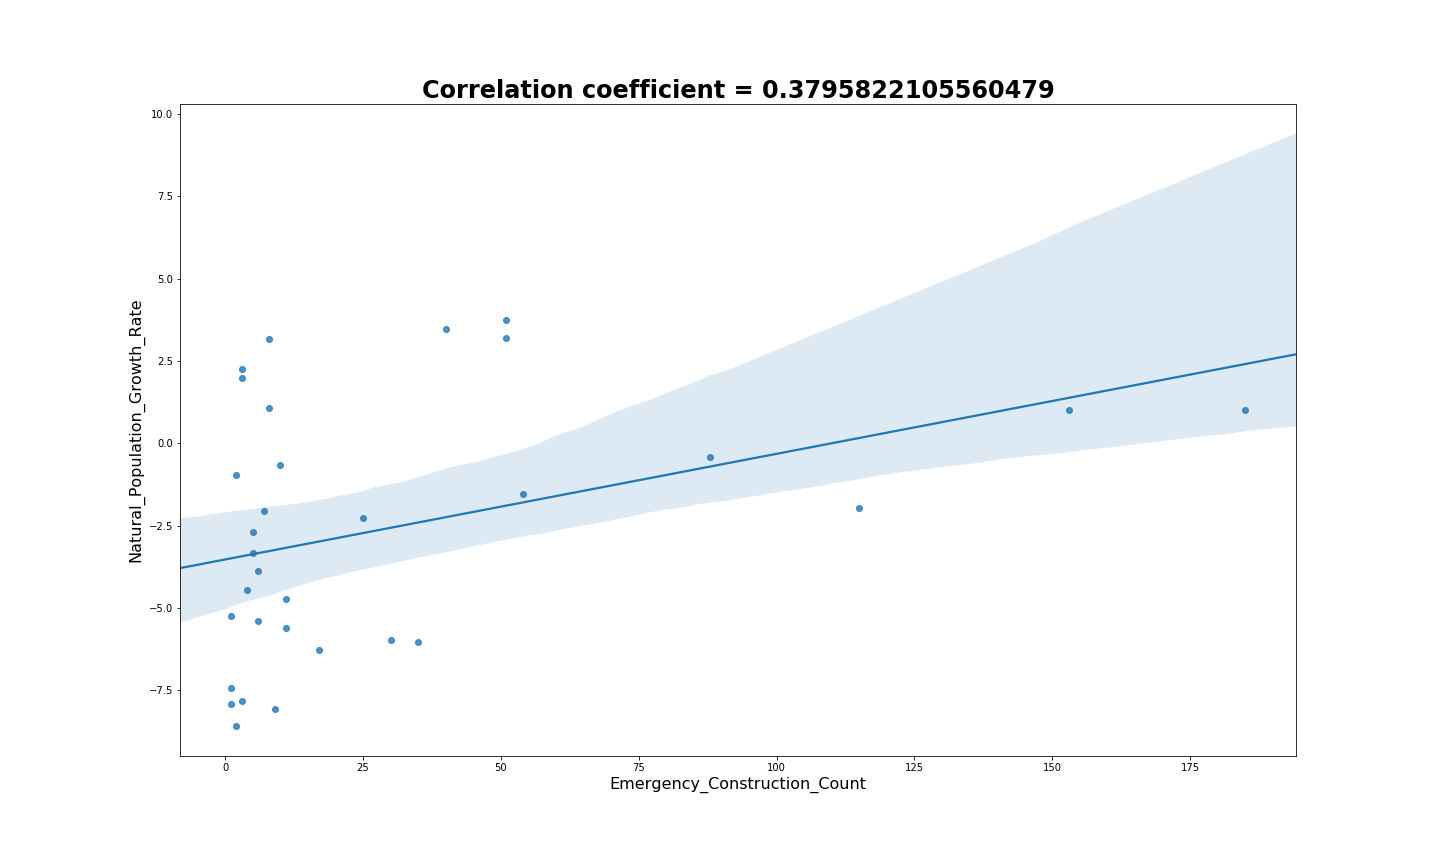 Correlation coefficient = 0.3795822105560479
10.0
7.5
5.0
2.5
0.0
−2.5
−5.0
−7.5
Natural_Population_Growth_Rate
0 25 50 75 100 125 150 175
Emergency_Construction_Count